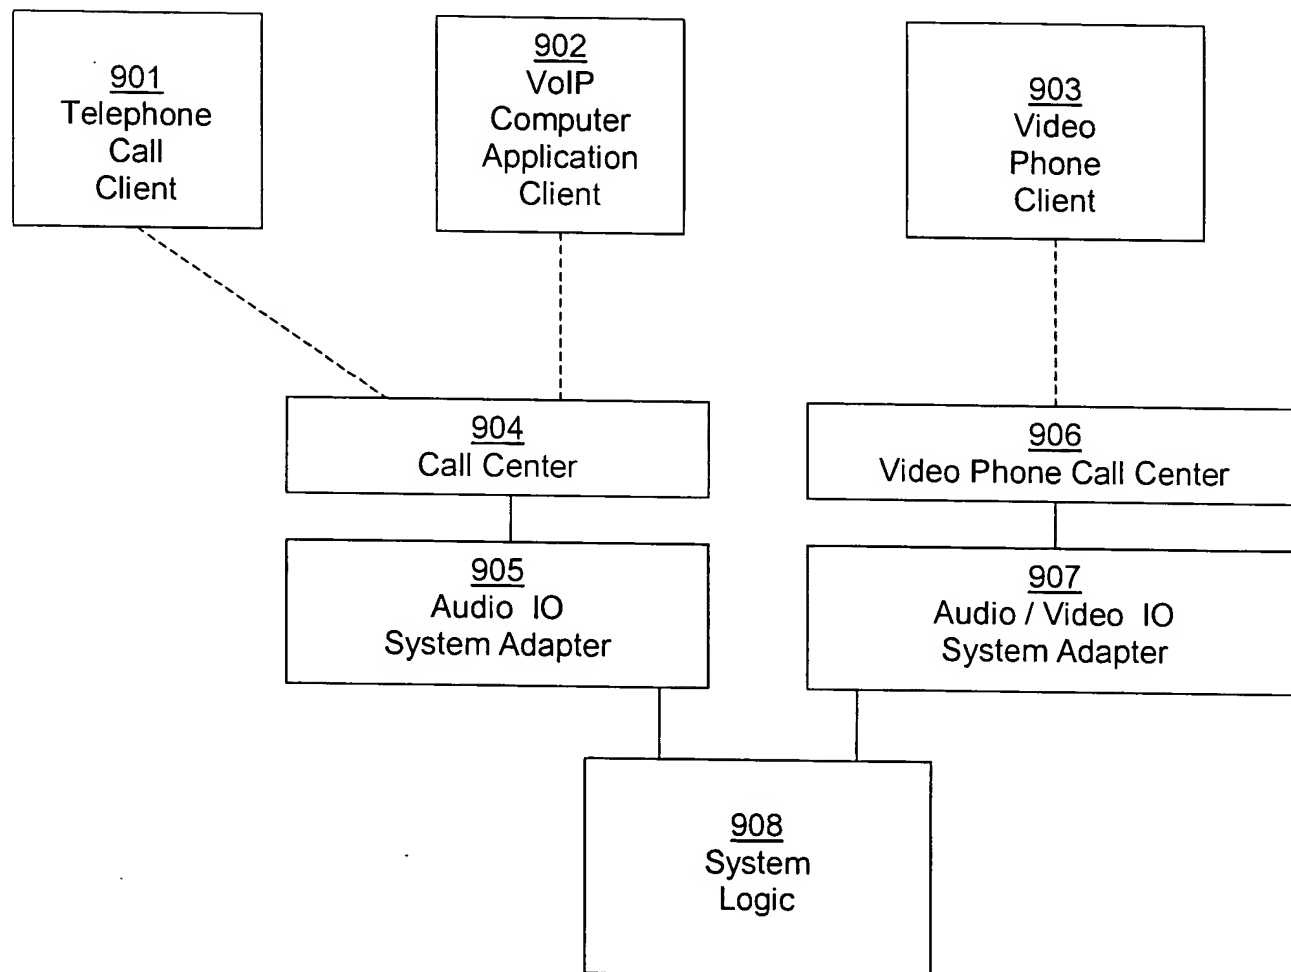 901
Telephone
Call
Client
902
VoIP
Computer
Application
Client
903
Video
Phone
Client
904
Call Center
906
Video Phone Call Center
905
Audio IO
System Adapter
907
Audio / Video IO
System Adapter
908
System
Logic